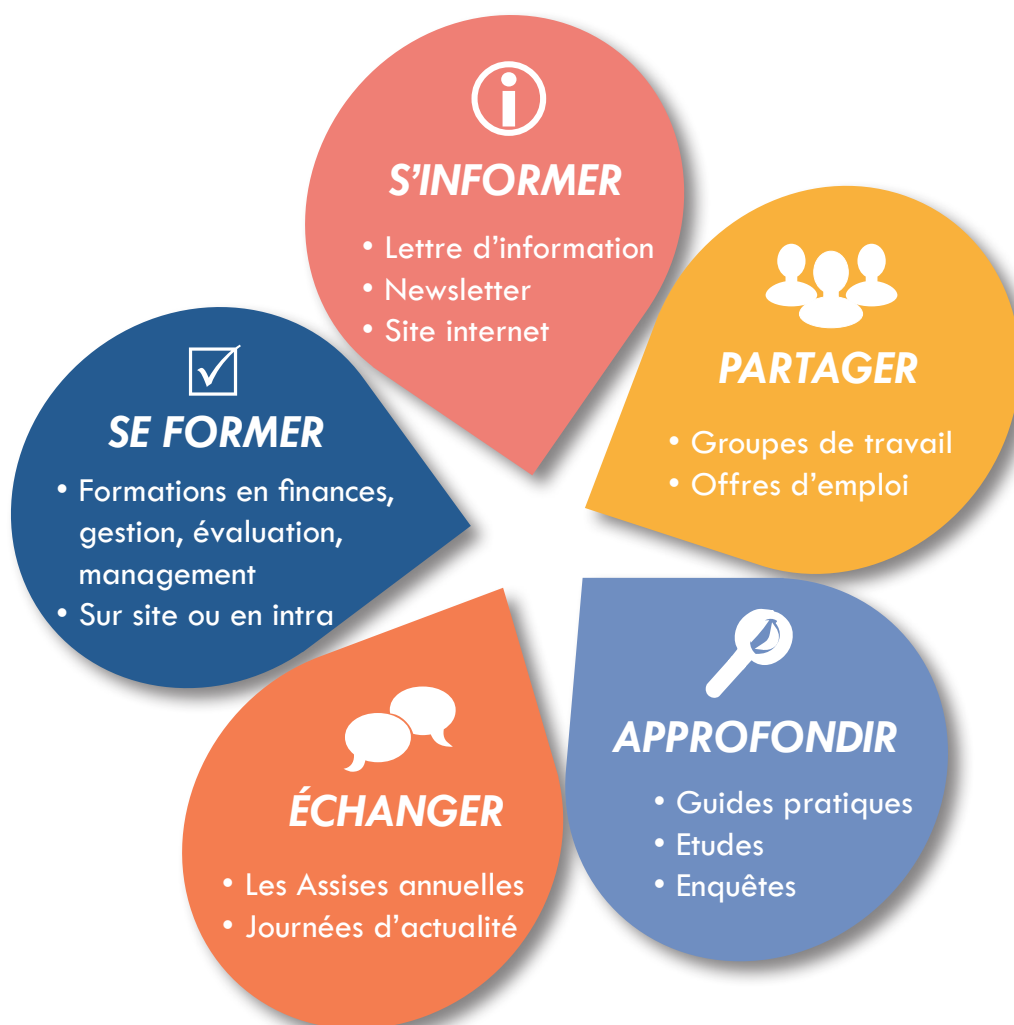 S'INFORMER
• Lettre d'information
• Newsletter
• Site internet
PARTAGER
• Groupes de travail
• Offres d'emploi
APPROFONDIR
• Guides pratiques
• Etudes
• Enquêtes
ÉCHANGER
• Les Assises annuelles
• Journées d'actualité
SE FORMER
• Formations en finances,
gestion, évaluation,
management
• Sur site ou en intra